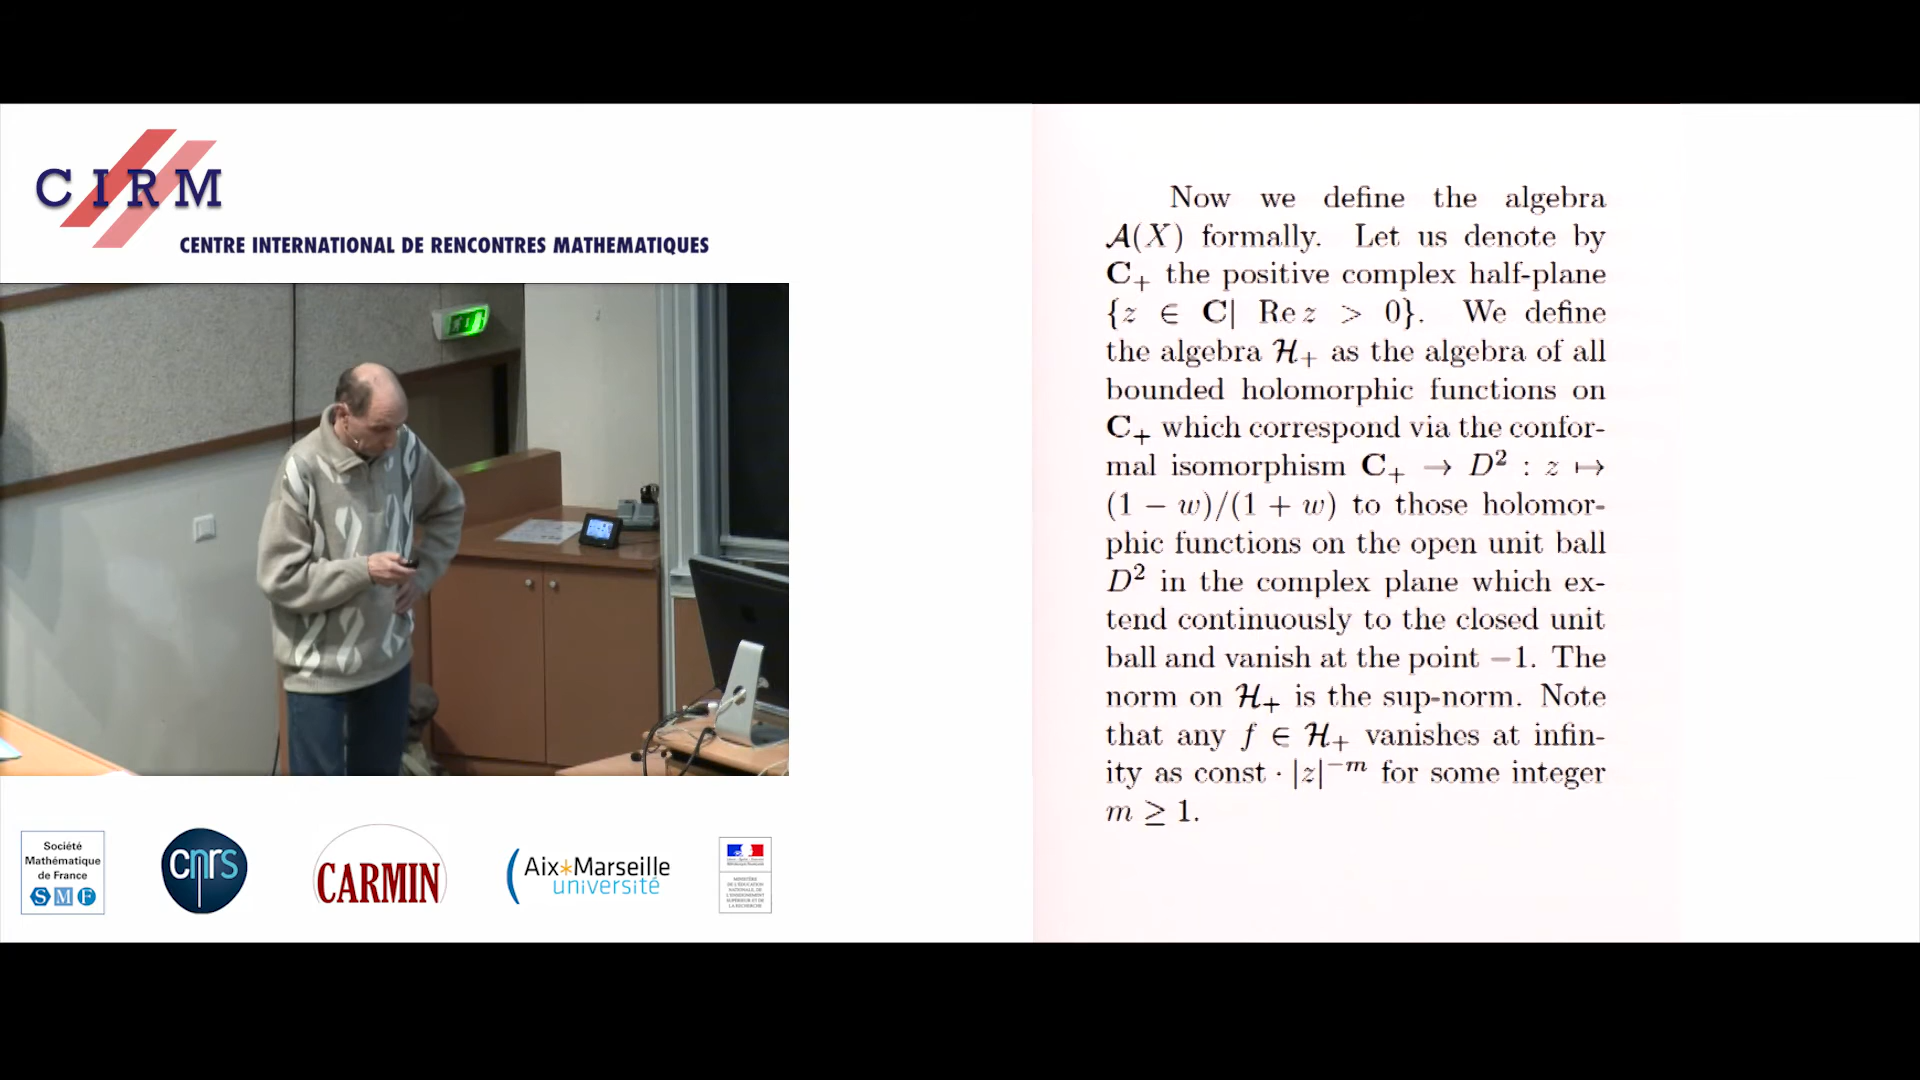 CIRM
CENTRE INTERNATIONAL DE RENCONTRES MATHEMATIQUES
Now we define the algebra
𝓐(X) formally. Let us denote by
C₊ the positive complex half-plane
{z ∈ C| Re z > 0}. We define
the algebra 𝓗₊ as the algebra of all
bounded holomorphic functions on
C₊ which correspond via the confor-
mal isomorphism C₊ → D² : z ↦
(1 − w)/(1 + w) to those holomor-
phic functions on the open unit ball
D² in the complex plane which ex-
tend continuously to the closed unit
ball and vanish at the point −1. The
norm on 𝓗₊ is the sup-norm. Note
that any f ∈ 𝓗₊ vanishes at infin-
ity as const · |z|⁻ᵐ for some integer
m ≥ 1.
Société
Mathématique
de France
SMF
cnrs
CARMIN
Aix*Marseille
université